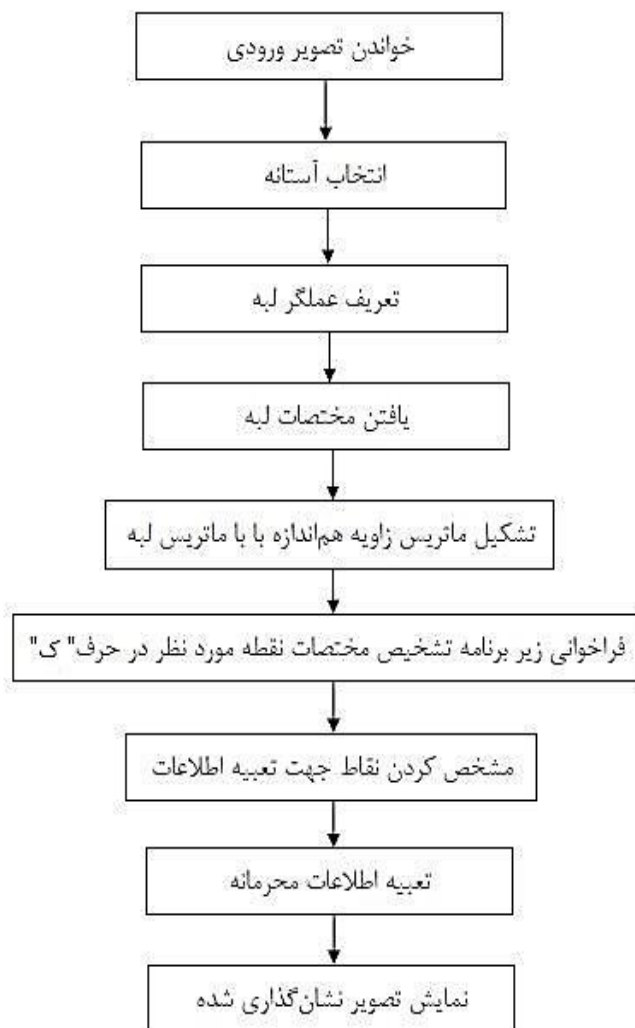 خواندن تصویر ورودی
انتخاب آستانه
تعریف عملگر لبه
یافتن مختصات لبه
تشکیل ماتریس زاویه هم‌اندازه با با ماتریس لبه
فراخوانی زیر برنامه تشخیص مختصات نقطه مورد نظر در حرف" ک"
مشخص کردن نقاط جهت تعبیه اطلاعات
تعبیه اطلاعات محرمانه
نمایش تصویر نشان‌گذاری شده